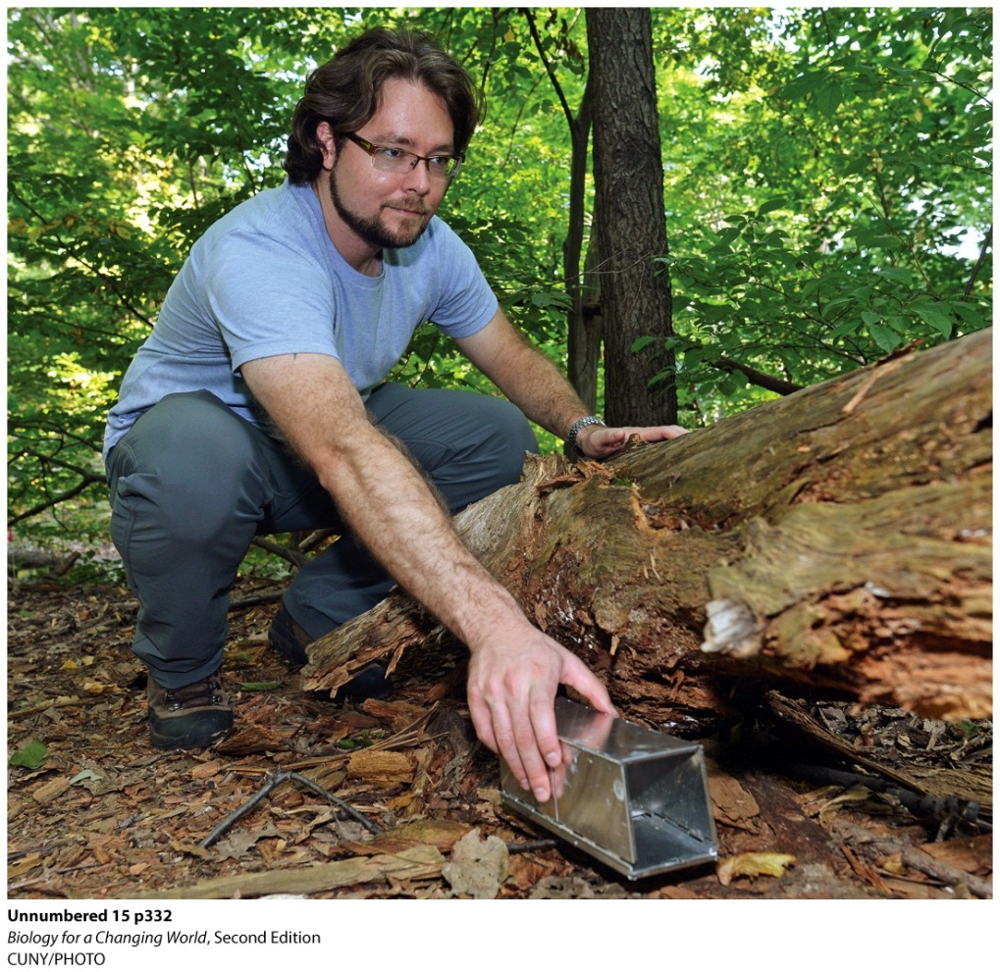 Unnumbered 15 p332
Biology for a Changing World, Second Edition
CUNY/PHOTO